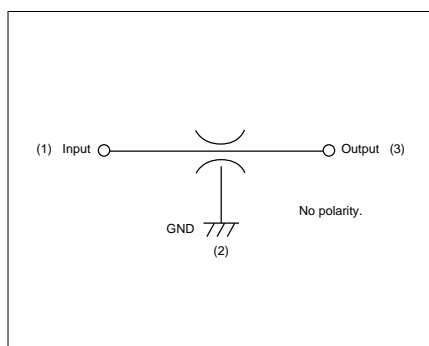 (1) Input Output (3)
No polarity.
GND
(2)